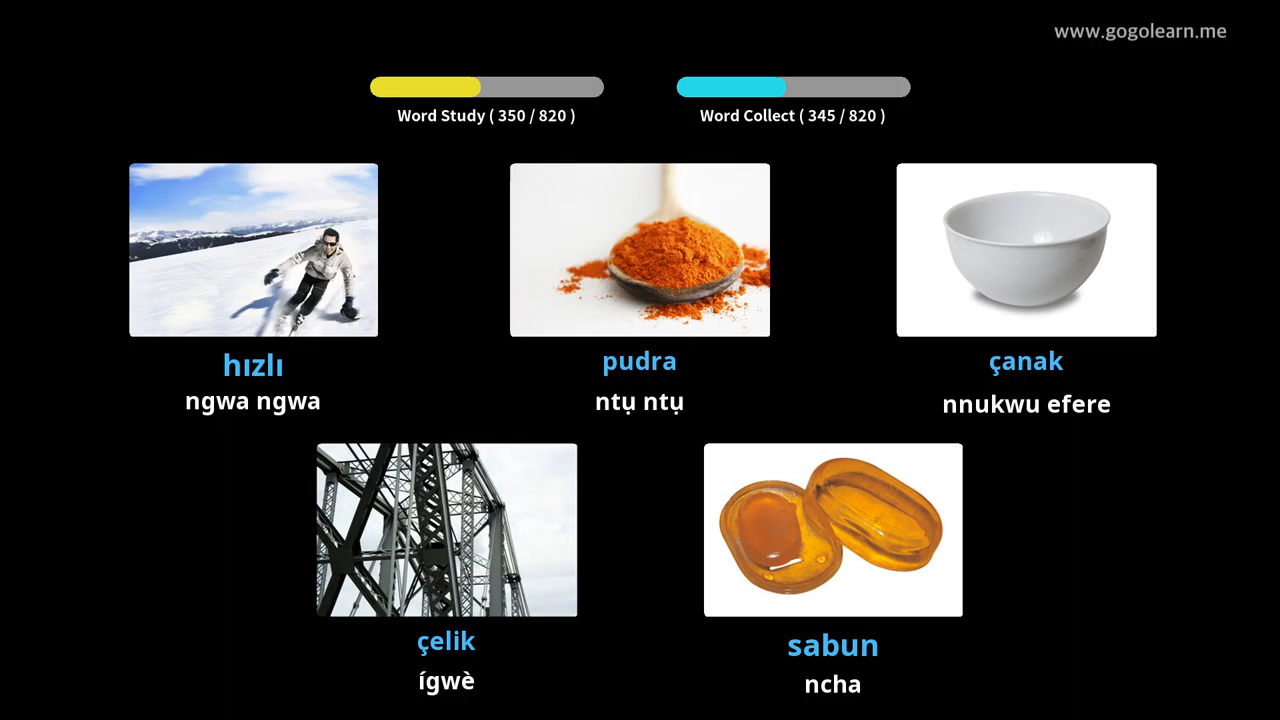 www.gogolearn.me
Word Study ( 350 / 820 )
Word Collect ( 345 / 820 )
hızlı
ngwa ngwa
pudra
ntụ ntụ
çanak
nnukwu efere
çelik
ígwè
sabun
ncha